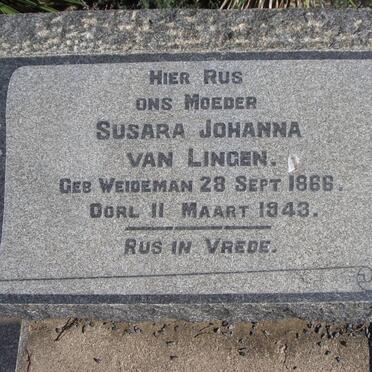 HIER RUS
ONS MOEDER
SUSARA JOHANNA
VAN LINGEN.
GEB WEIDEMAN 28 SEPT 1866.
OORL 11 MAART 1943.
RUS IN VREDE.